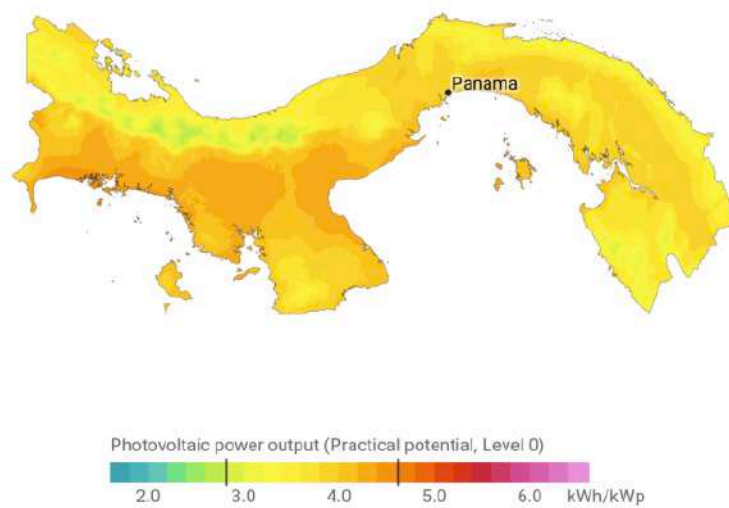 Panama
Photovoltaic power output (Practical potential, Level 0)
2.0 3.0 4.0 5.0 6.0 kWh/kWp